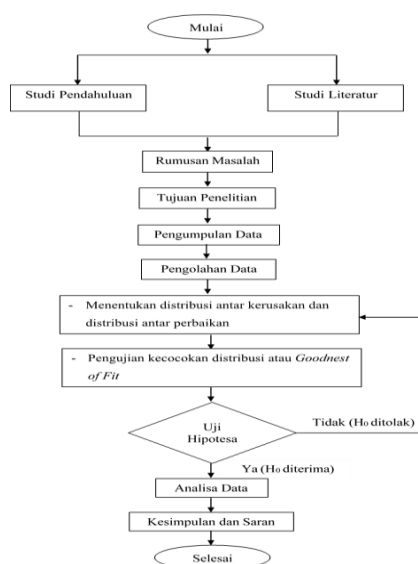 Mulai
Studi Pendahuluan
Studi Literatur
Rumusan Masalah
Tujuan Penelitian
Pengumpulan Data
Pengolahan Data
- Menentukan distribusi antar kerusakan dan
distribusi antar perbaikan
- Pengujian kecocokan distribusi atau Goodnest
of Fit
Uji
Hipotesa
Tidak (H₀ ditolak)
Ya (H₀ diterima)
Analisa Data
Kesimpulan dan Saran
Selesai